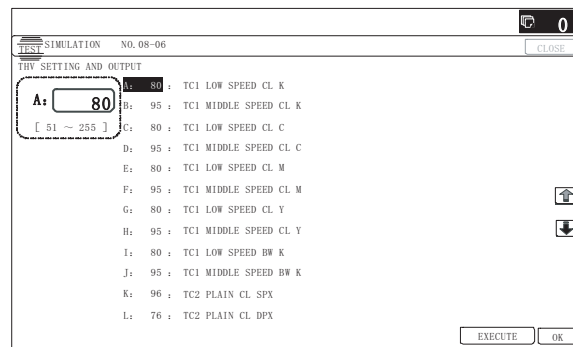 0
TEST SIMULATION NO.08-06
CLOSE
THV SETTING AND OUTPUT
A: 80
[ 51 ～ 255 ]
A: 80 : TC1 LOW SPEED CL K
B: 95 : TC1 MIDDLE SPEED CL K
C: 80 : TC1 LOW SPEED CL C
D: 95 : TC1 MIDDLE SPEED CL C
E: 80 : TC1 LOW SPEED CL M
F: 95 : TC1 MIDDLE SPEED CL M
G: 80 : TC1 LOW SPEED CL Y
H: 95 : TC1 MIDDLE SPEED CL Y
I: 80 : TC1 LOW SPEED BW K
J: 95 : TC1 MIDDLE SPEED BW K
K: 96 : TC2 PLAIN CL SPX
L: 76 : TC2 PLAIN CL DPX
EXECUTE OK